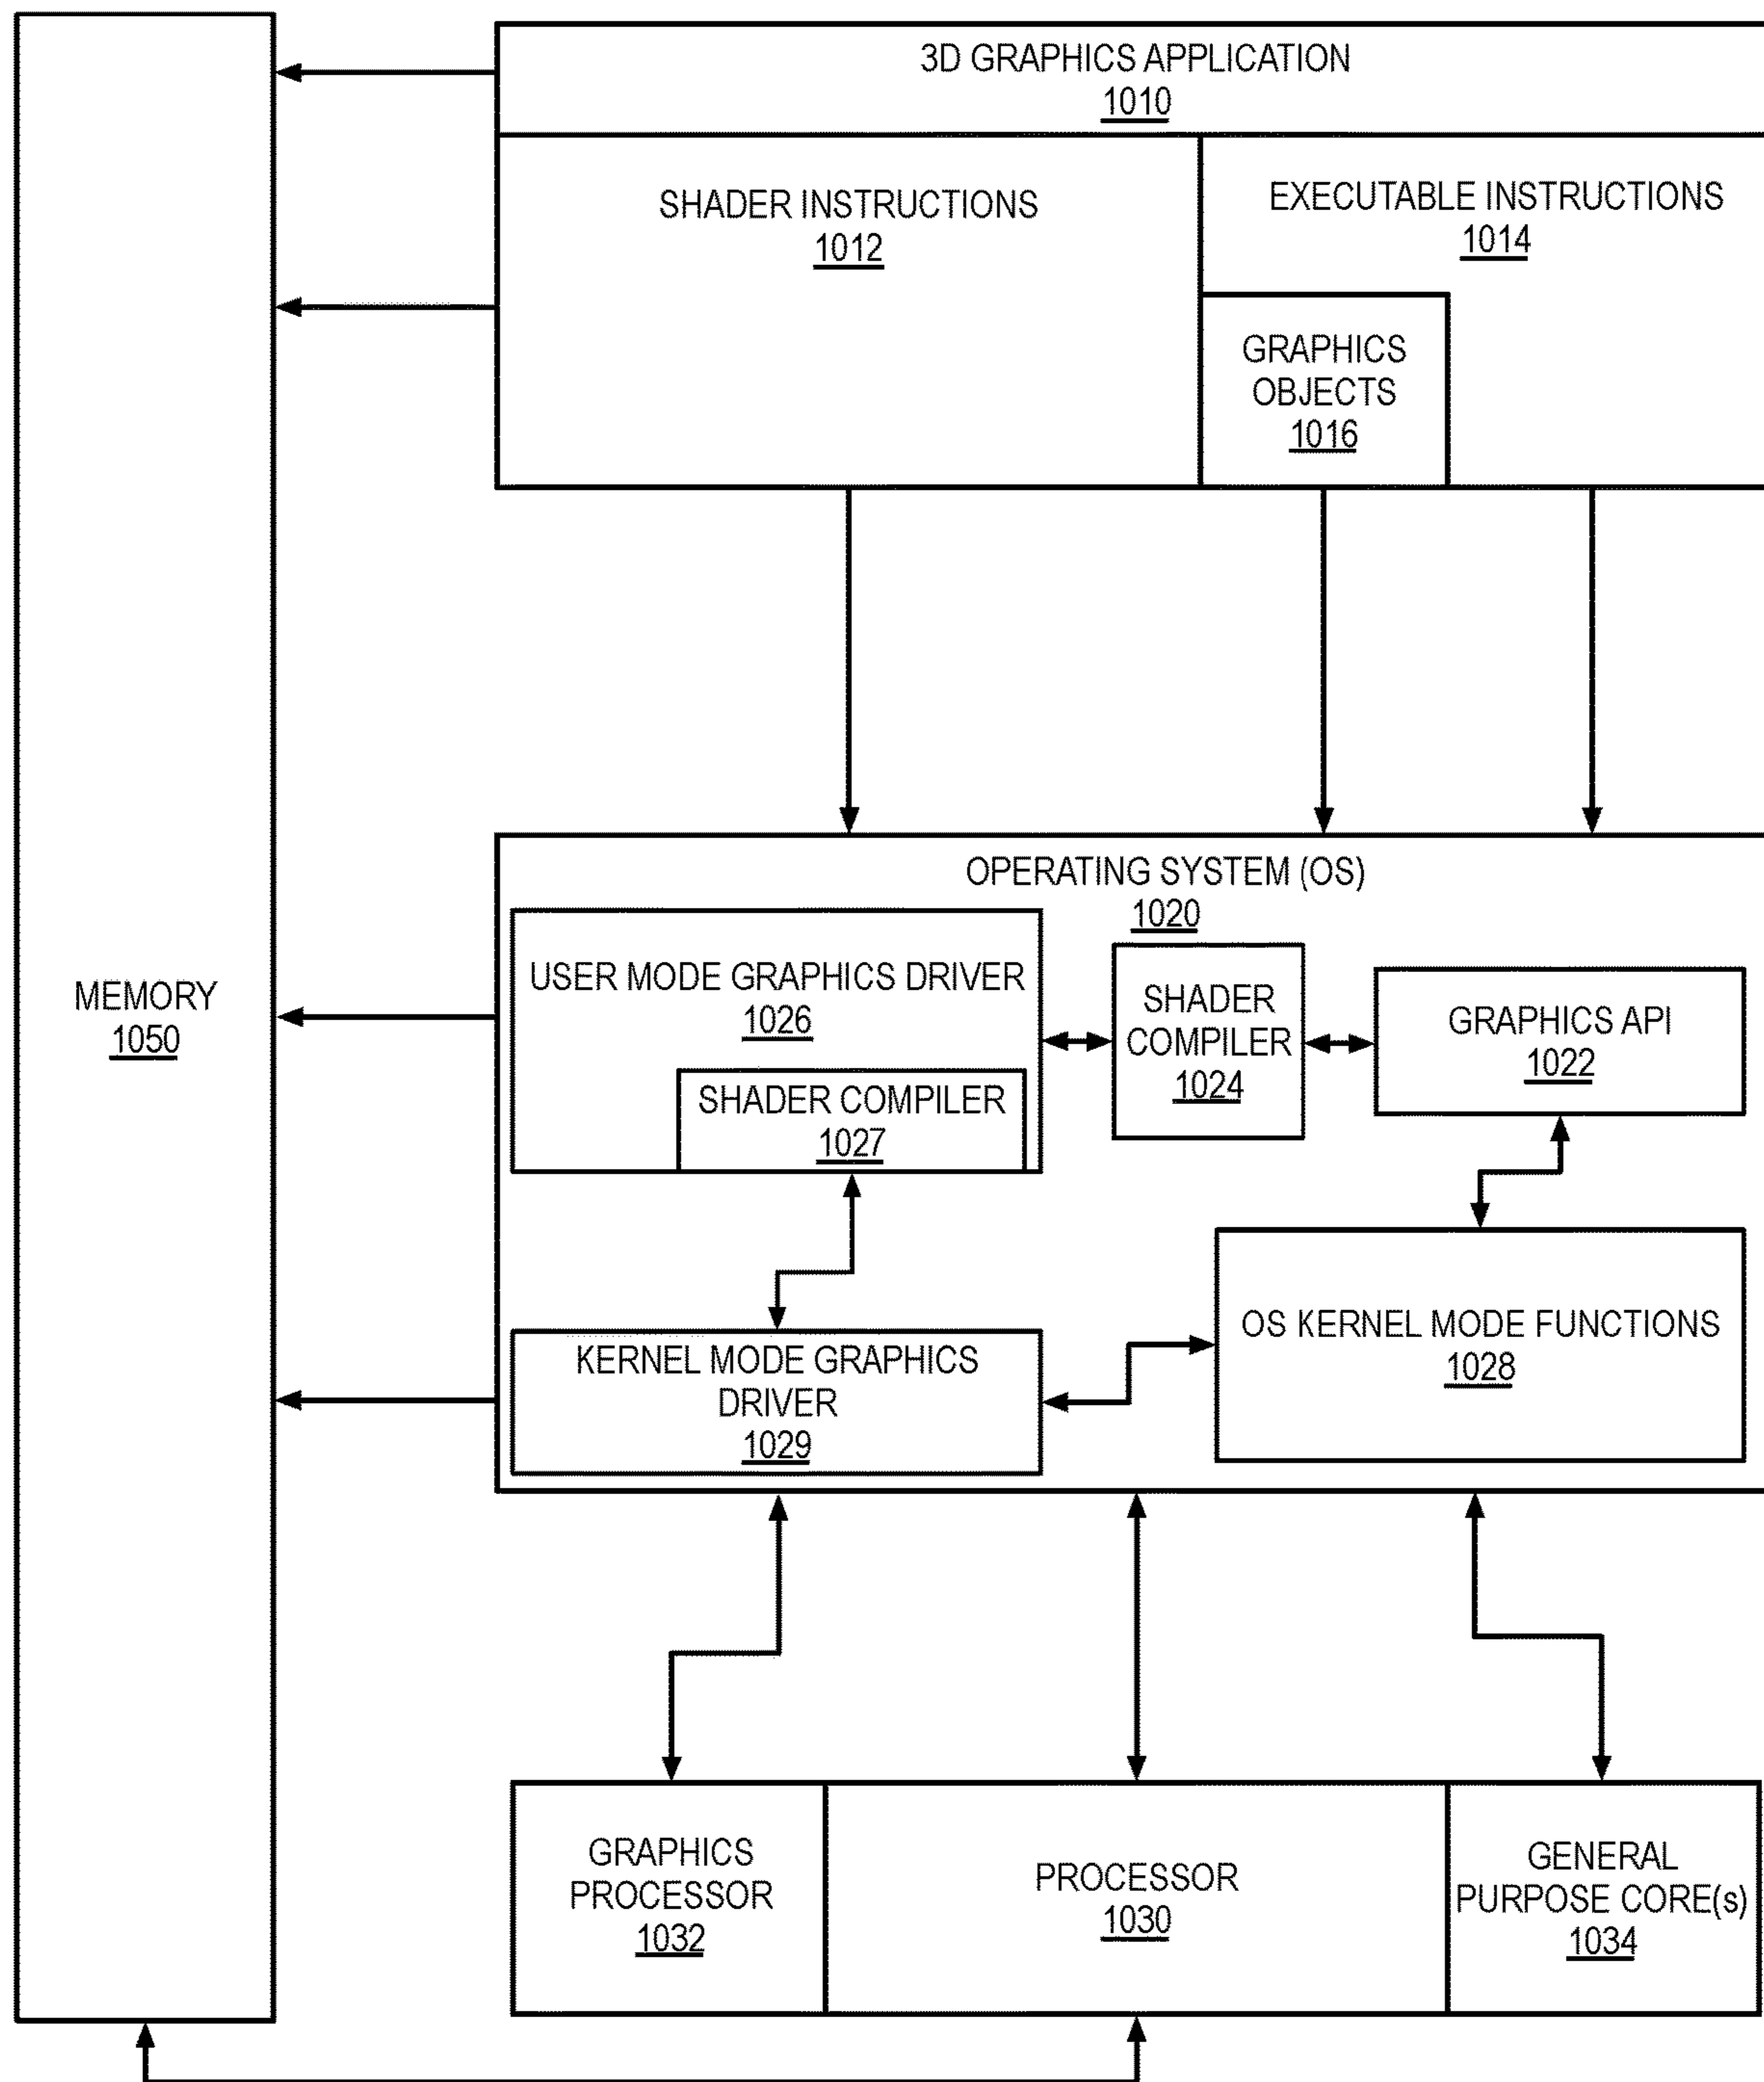 3D GRAPHICS APPLICATION
1010
SHADER INSTRUCTIONS
1012
EXECUTABLE INSTRUCTIONS
1014
GRAPHICS
OBJECTS
1016
MEMORY
1050
OPERATING SYSTEM (OS)
1020
USER MODE GRAPHICS DRIVER
1026
SHADER COMPILER
1027
SHADER
COMPILER
1024
GRAPHICS API
1022
KERNEL MODE GRAPHICS
DRIVER
1029
OS KERNEL MODE FUNCTIONS
1028
GRAPHICS
PROCESSOR
1032
PROCESSOR
1030
GENERAL
PURPOSE CORE(s)
1034